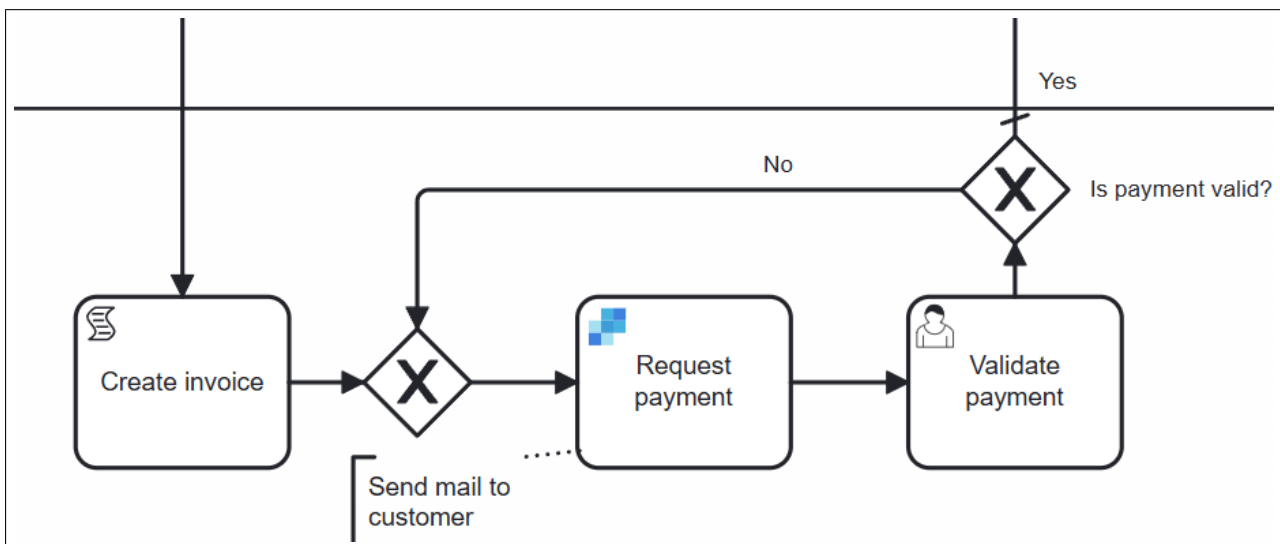 Yes
No
Is payment valid?
Create invoice
Request
payment
Validate
payment
Send mail to
customer